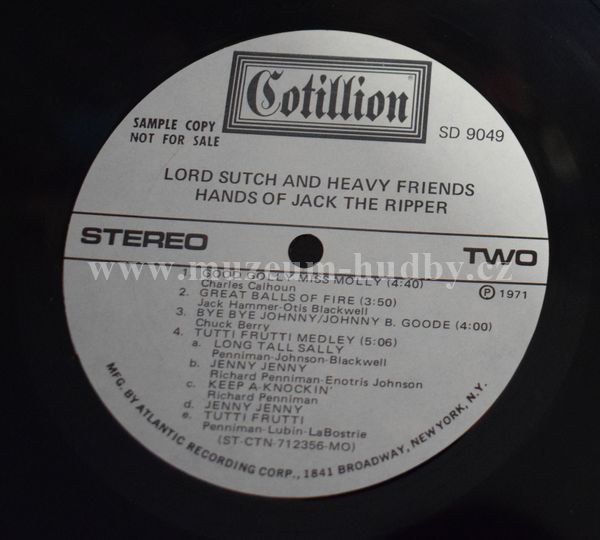 Cotillion
SAMPLE COPY
NOT FOR SALE
SD 9049
LORD SUTCH AND HEAVY FRIENDS
HANDS OF JACK THE RIPPER
STEREO
TWO
www.muzeum-hudby.cz
℗ 1971
1. GOOD GOLLY MISS MOLLY (4:40)
Charles Calhoun
2. GREAT BALLS OF FIRE (3:50)
Jack Hammer-Otis Blackwell
3. BYE BYE JOHNNY/JOHNNY B. GOODE (4:00)
Chuck Berry
4. TUTTI FRUTTI MEDLEY (5:06)
a. LONG TALL SALLY
Penniman-Johnson-Blackwell
b. JENNY JENNY
Richard Penniman-Enotris Johnson
c. KEEP A-KNOCKIN'
Richard Penniman
d. JENNY JENNY
e. TUTTI FRUTTI
Penniman-Lubin-LaBostrie
(ST-CTN-712356-MO)
MFG. BY ATLANTIC RECORDING CORP., 1841 BROADWAY, NEW YORK, N.Y.